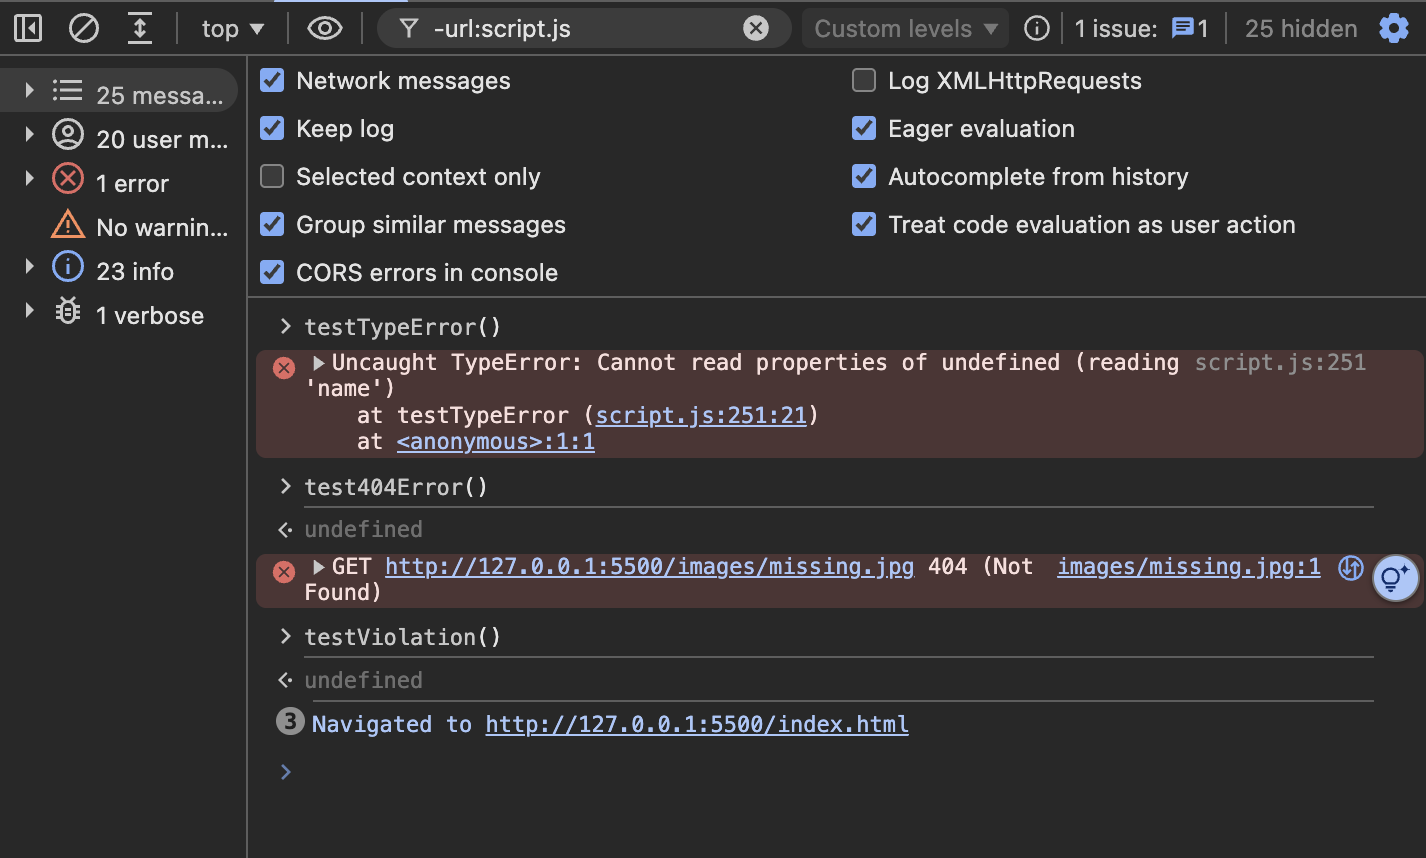 top ▼ -url:script.js Custom levels ▼ 1 issue: 1 25 hidden
25 messa...
20 user m...
1 error
No warnin...
23 info
1 verbose
Network messages
Log XMLHttpRequests
Keep log
Eager evaluation
Selected context only
Autocomplete from history
Group similar messages
Treat code evaluation as user action
CORS errors in console
> testTypeError()
▶Uncaught TypeError: Cannot read properties of undefined (reading script.js:251
'name')
at testTypeError (script.js:251:21)
at <anonymous>:1:1
> test404Error()
undefined
▶GET http://127.0.0.1:5500/images/missing.jpg 404 (Not images/missing.jpg:1
Found)
> testViolation()
undefined
3 Navigated to http://127.0.0.1:5500/index.html
>